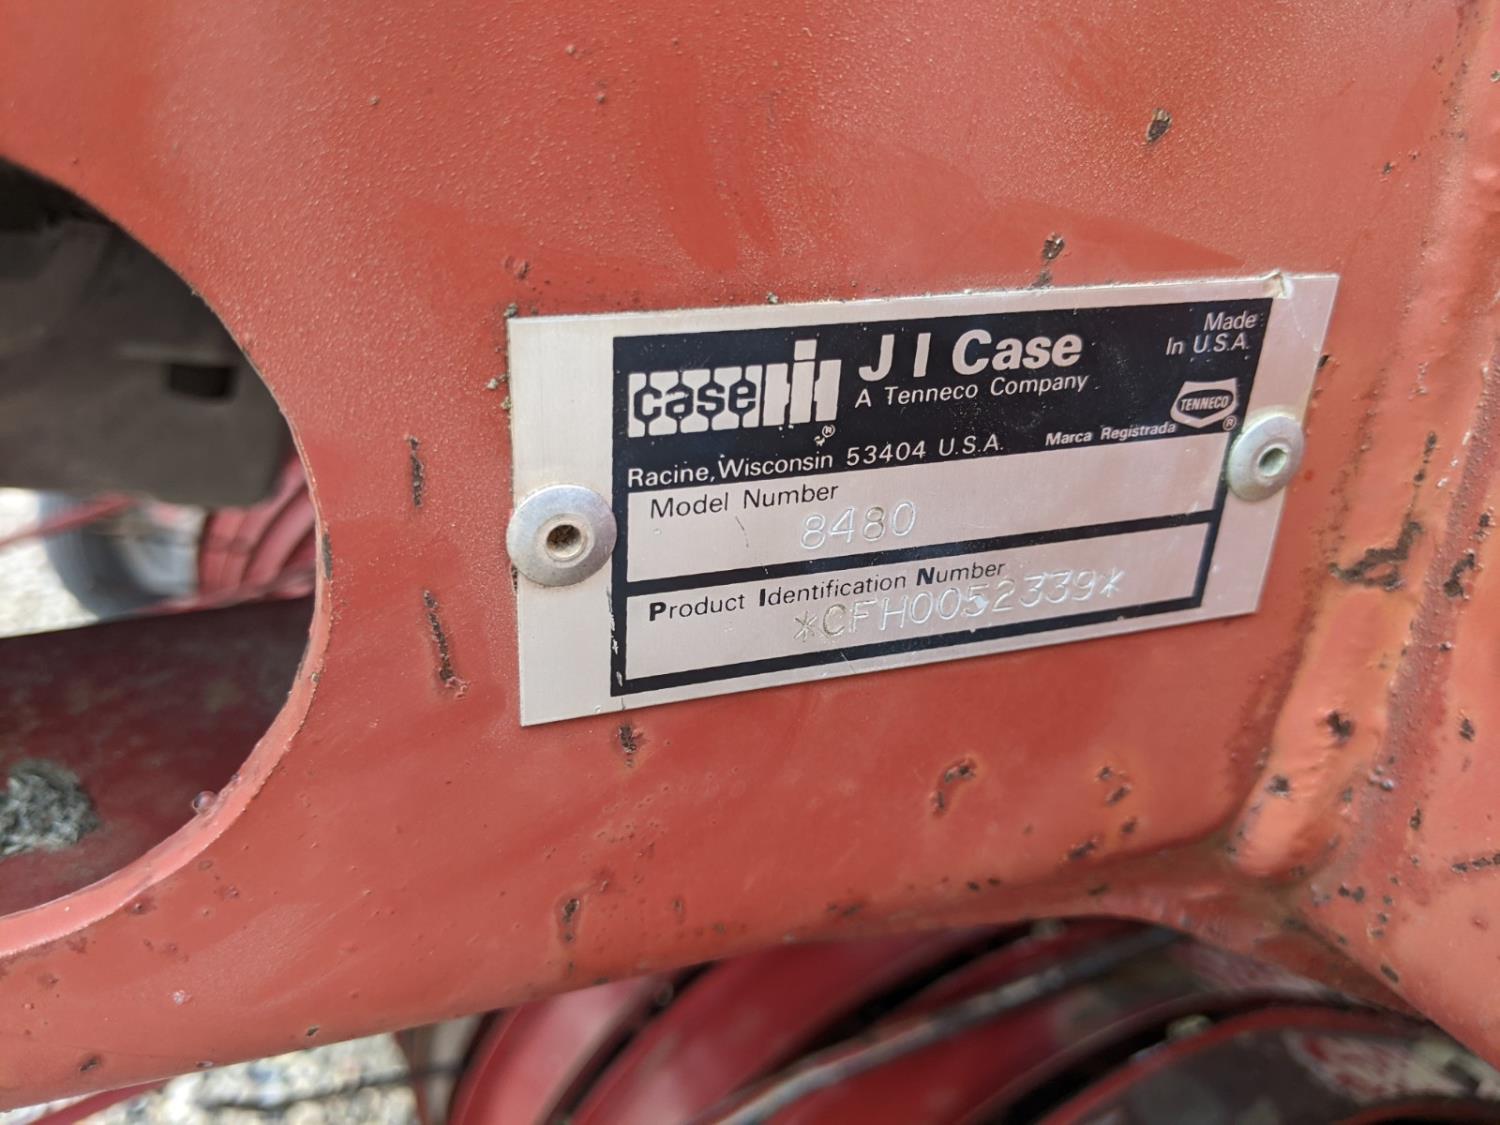 case IH ®
J I Case
A Tenneco Company
Made
In U.S.A.
TENNECO ®
Marca Registrada
Racine, Wisconsin 53404 U.S.A.
Model Number
8480
Product Identification Number
*CFH0052339*